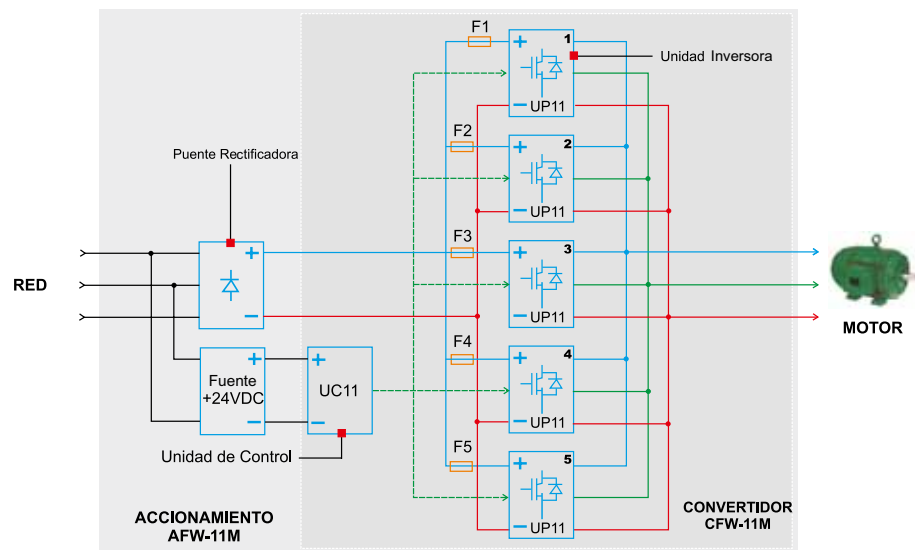 F1
+
1
Unidad Inversora
−
UP11
F2
+
2
Puente Rectificadora
−
UP11
F3
+
3
+
RED
−
UP11
MOTOR
F4
+
4
+
+
Fuente
+24VDC
UC11
−
−
−
UP11
F5
Unidad de Control
+
5
ACCIONAMIENTO
AFW-11M
−
UP11
CONVERTIDOR
CFW-11M